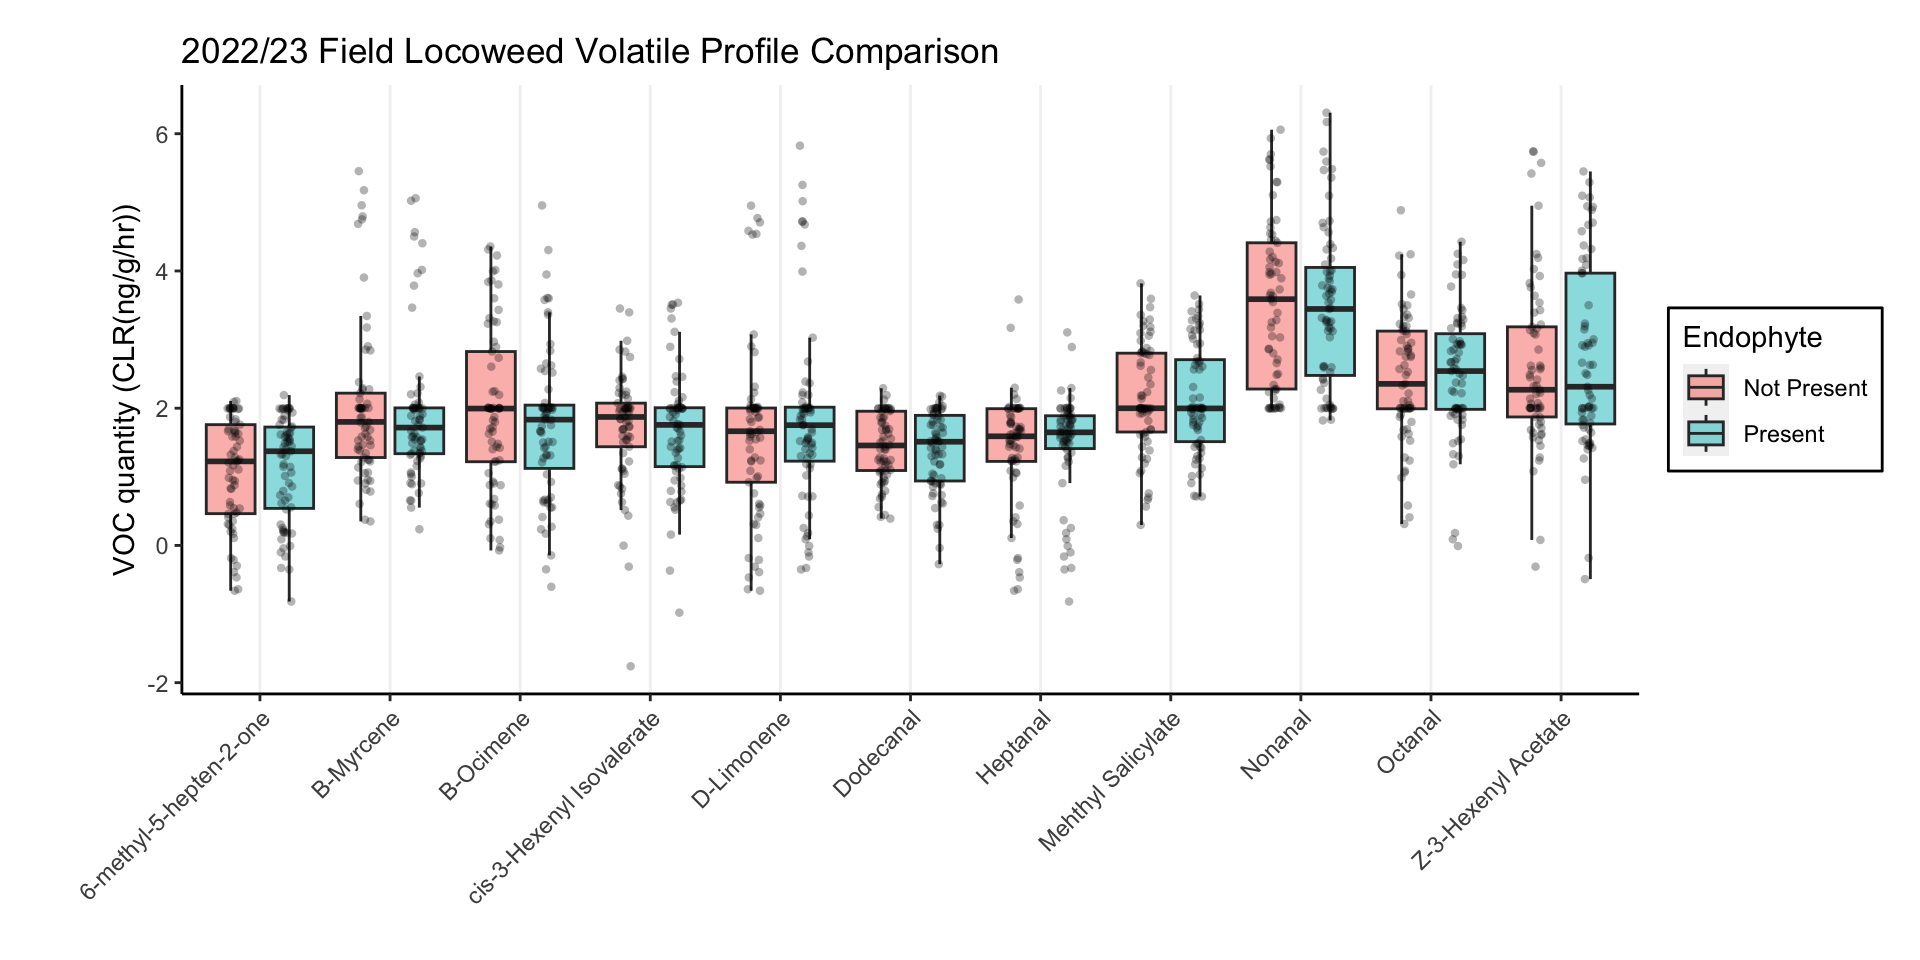 2022/23 Field Locoweed Volatile Profile Comparison
VOC quantity (CLR(ng/g/hr))
6
4
2
0
-2
6-methyl-5-hepten-2-one
B-Myrcene
B-Ocimene
cis-3-Hexenyl Isovalerate
D-Limonene
Dodecanal
Heptanal
Mehthyl Salicylate
Nonanal
Octanal
Z-3-Hexenyl Acetate
Endophyte
Not Present
Present